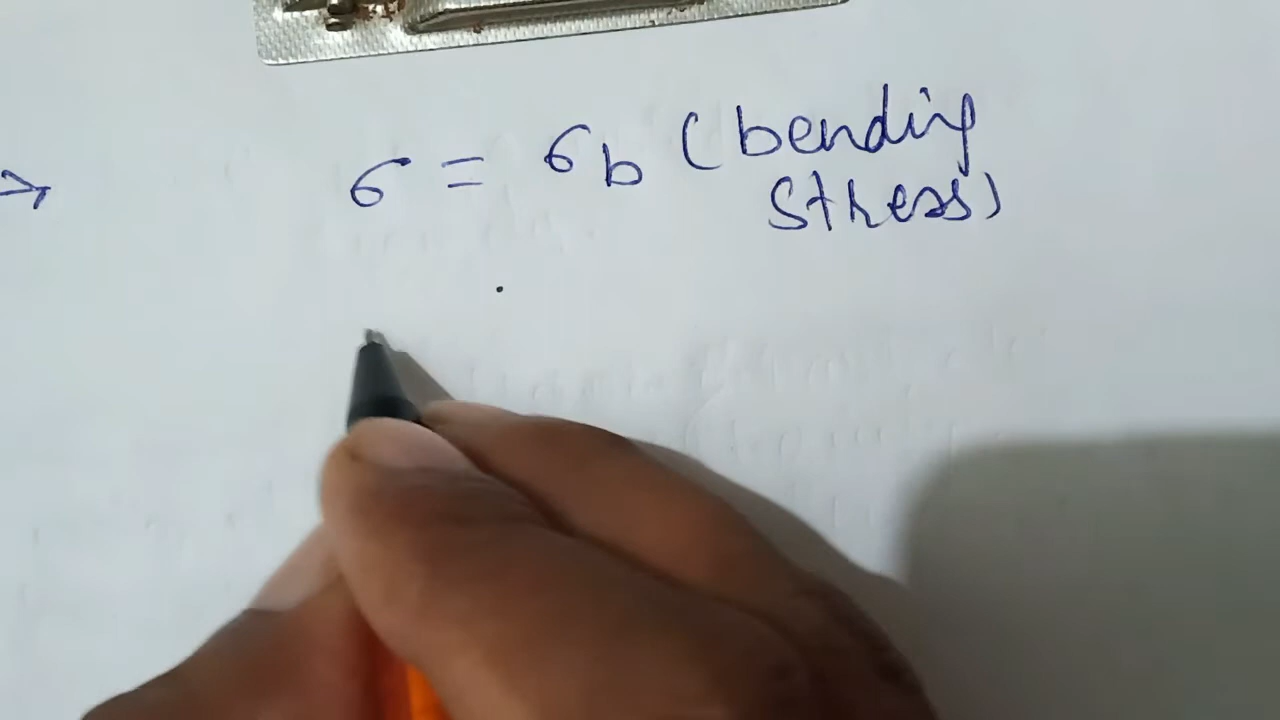 → σ = σb (bending
stress)